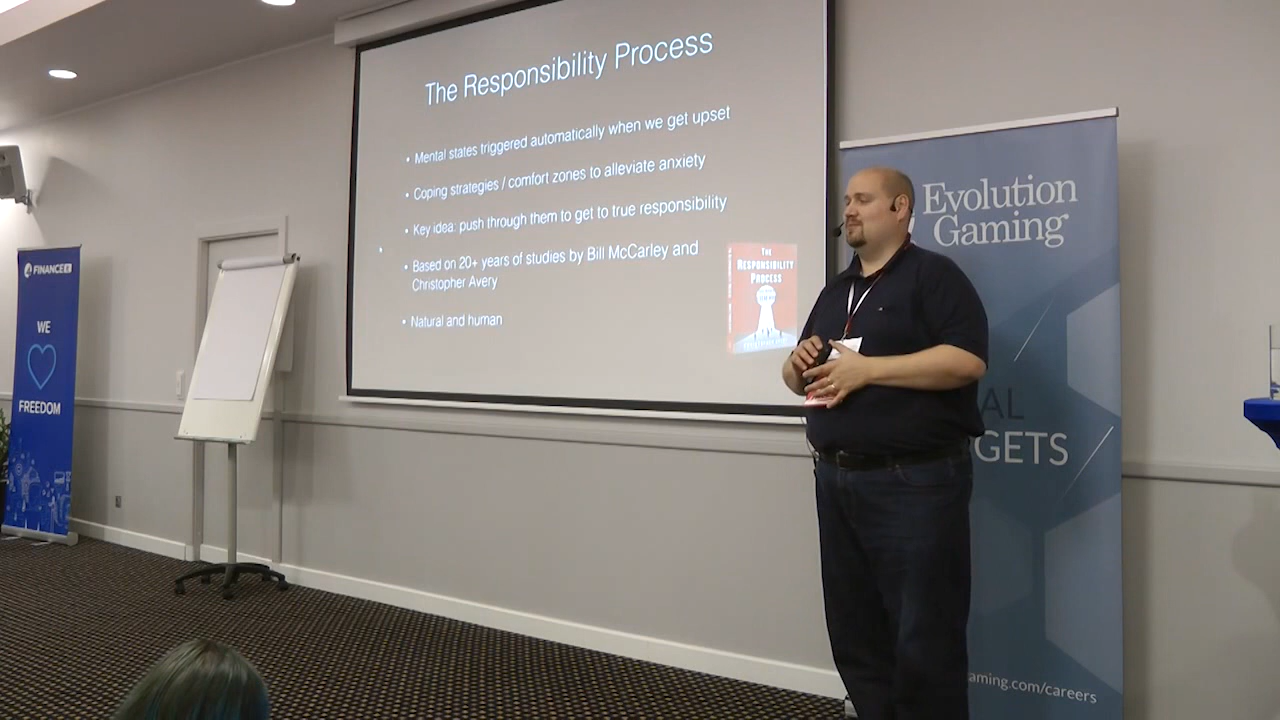 The Responsibility Process
• Mental states triggered automatically when we get upset
• Coping strategies / comfort zones to alleviate anxiety
• Key idea: push through them to get to true responsibility
• Based on 20+ years of studies by Bill McCarley and
Christopher Avery
• Natural and human
THE
RESPONSIBILITY
PROCESS
FINANCE
WE
FREEDOM
Evolution
Gaming
AL
GETS
aming.com/careers